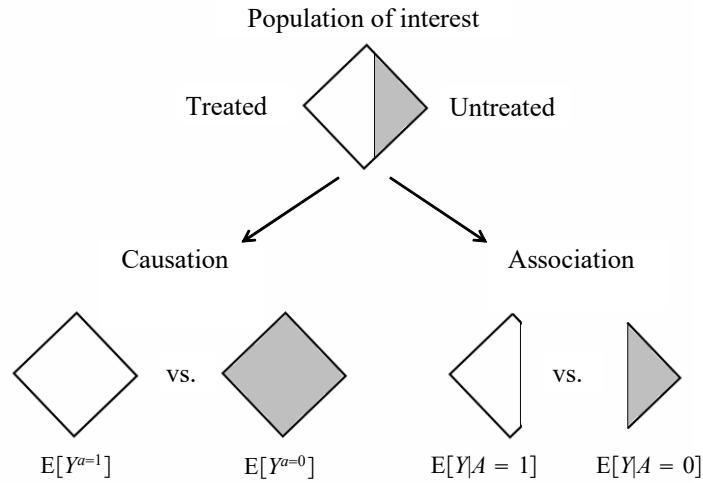 Population of interest
Treated
Untreated
Causation
Association
vs.
vs.
E[Y^{a=1}]
E[Y^{a=0}]
E[Y|A = 1]
E[Y|A = 0]